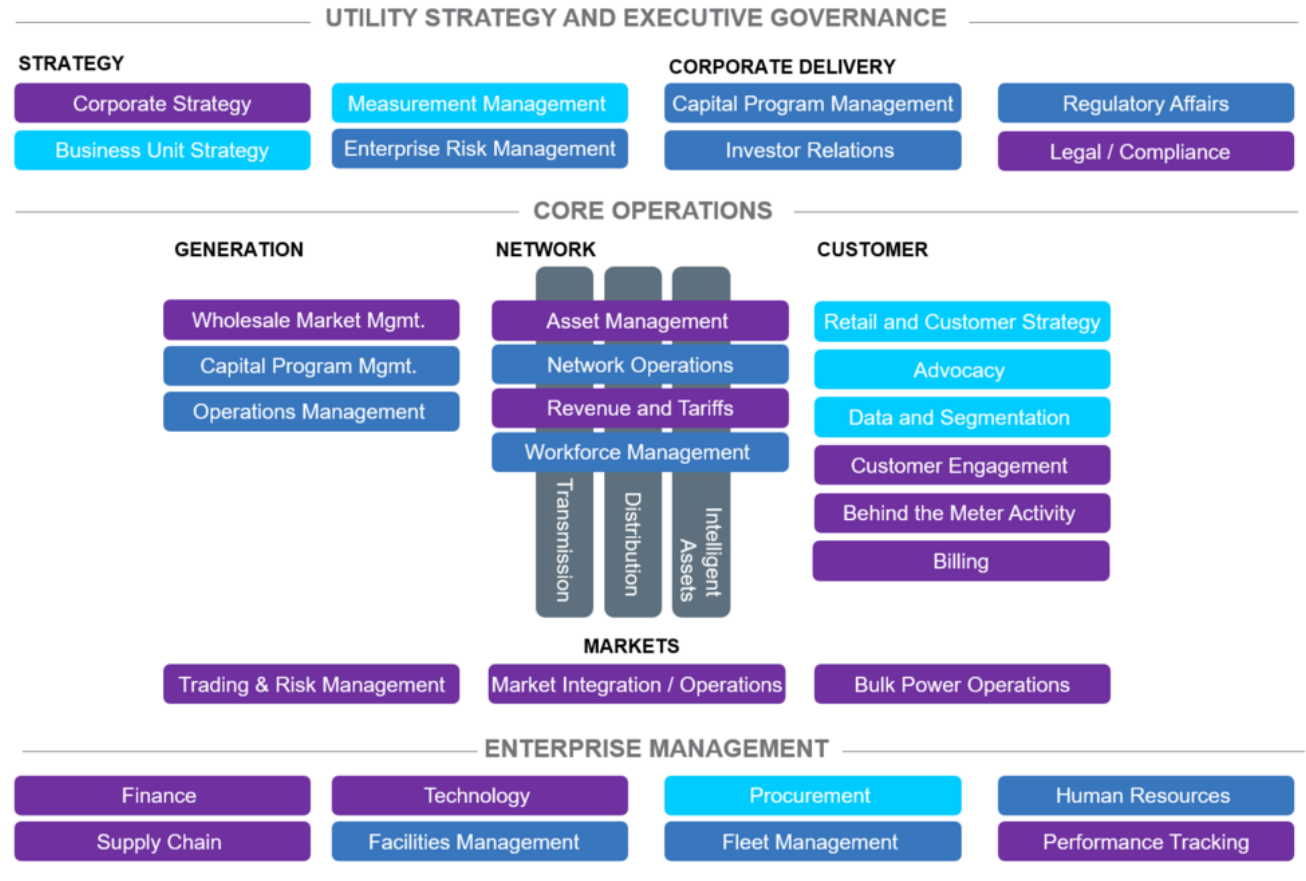 UTILITY STRATEGY AND EXECUTIVE GOVERNANCE
STRATEGY
CORPORATE DELIVERY
Corporate Strategy
Measurement Management
Capital Program Management
Regulatory Affairs
Business Unit Strategy
Enterprise Risk Management
Investor Relations
Legal / Compliance
CORE OPERATIONS
GENERATION
Wholesale Market Mgmt.
Capital Program Mgmt.
Operations Management
NETWORK
Asset Management
Network Operations
Revenue and Tariffs
Workforce Management
Transmission
Distribution
Intelligent
Assets
CUSTOMER
Retail and Customer Strategy
Advocacy
Data and Segmentation
Customer Engagement
Behind the Meter Activity
Billing
MARKETS
Trading & Risk Management
Market Integration / Operations
Bulk Power Operations
ENTERPRISE MANAGEMENT
Finance
Technology
Procurement
Human Resources
Supply Chain
Facilities Management
Fleet Management
Performance Tracking